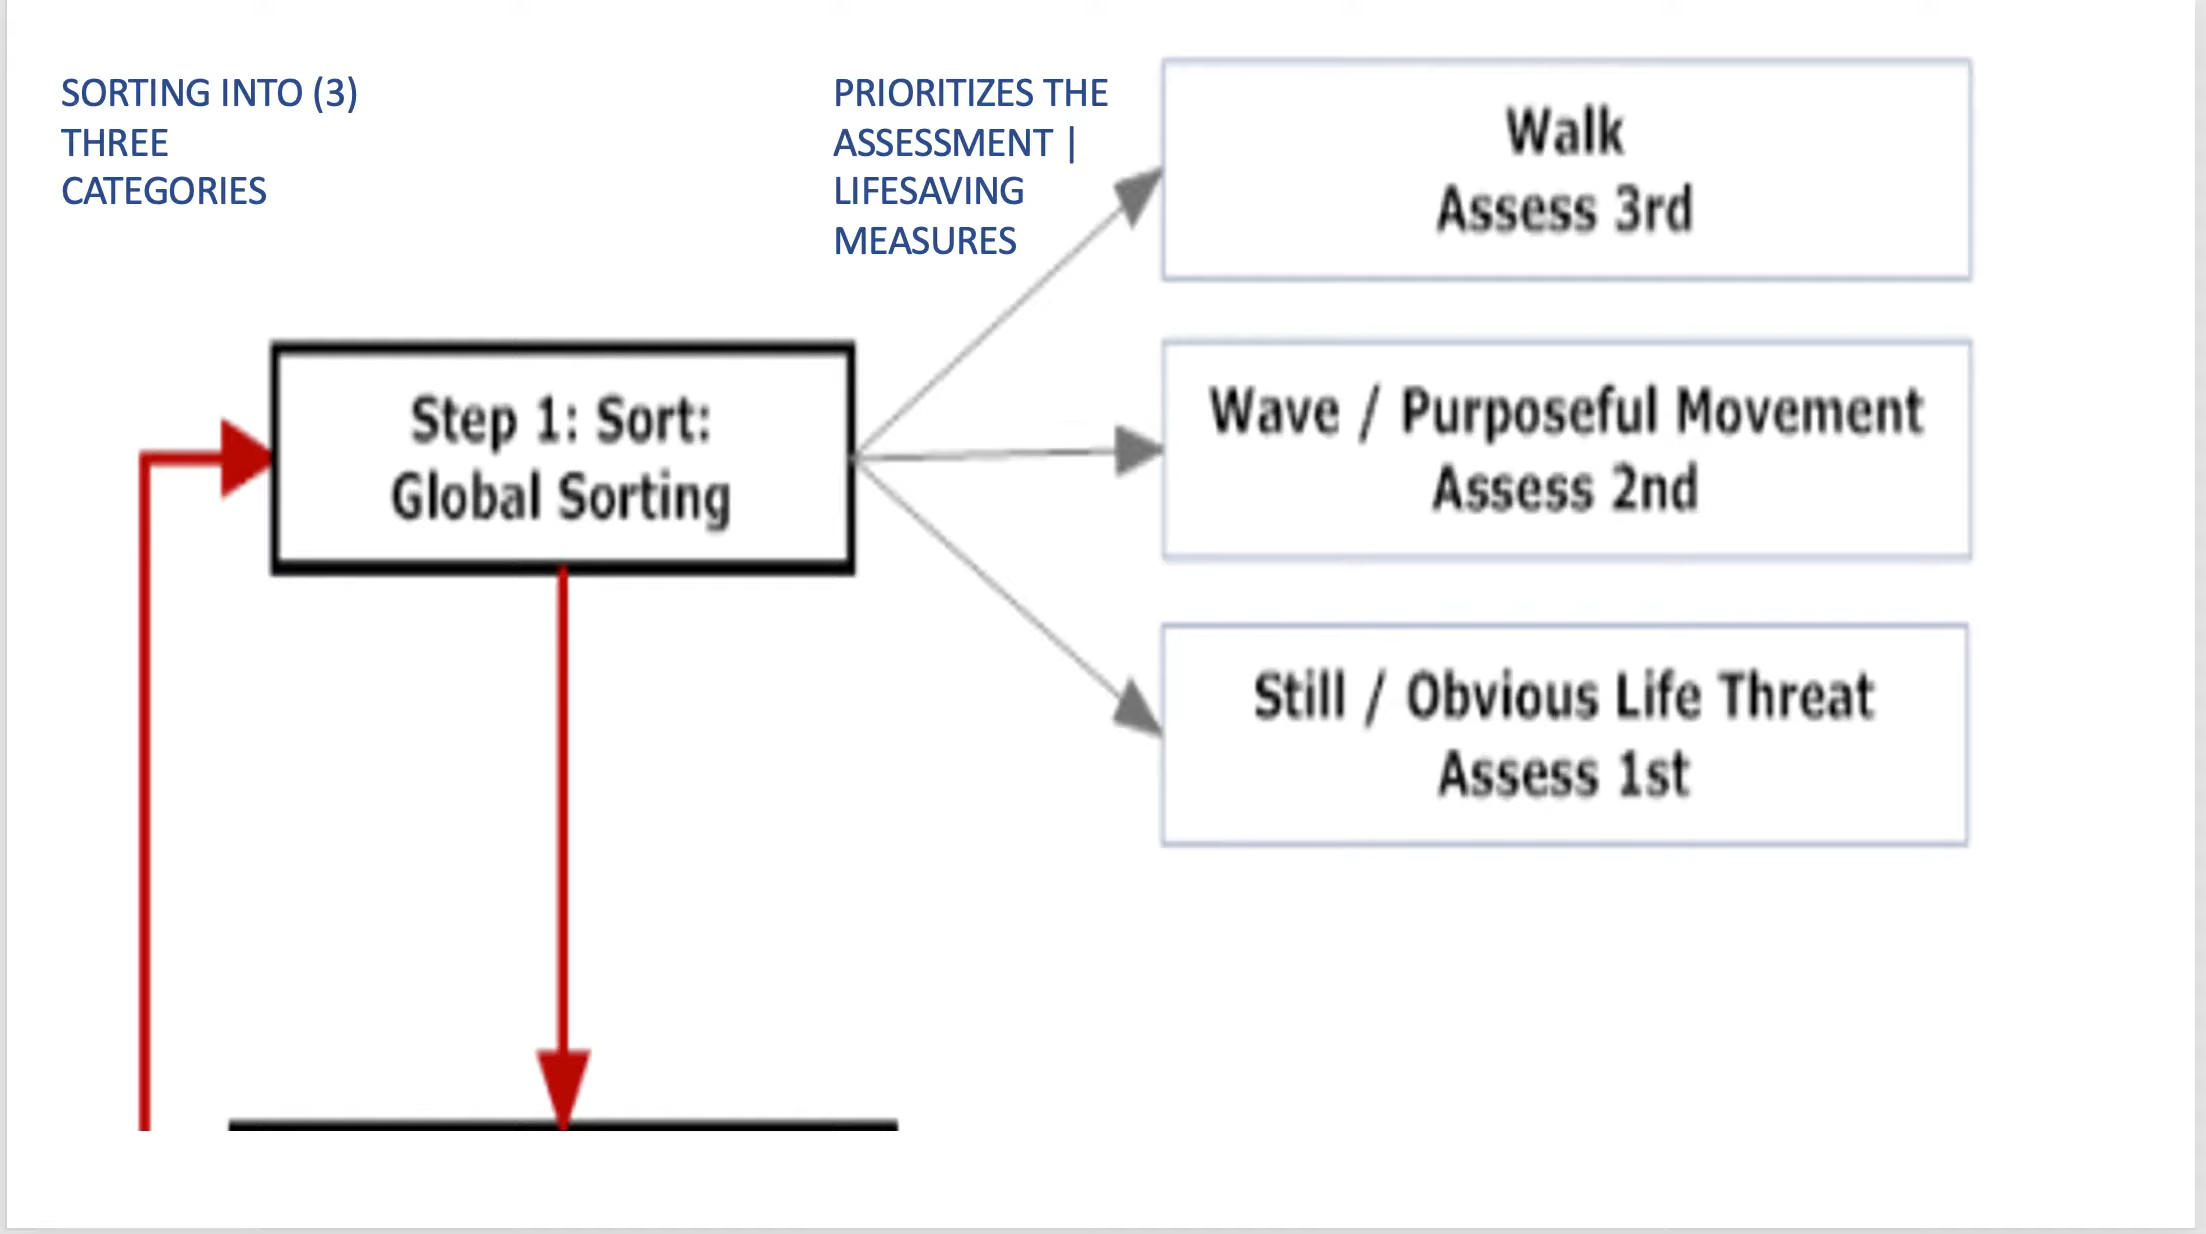 SORTING INTO (3)
THREE
CATEGORIES
PRIORITIZES THE
ASSESSMENT |
LIFESAVING
MEASURES
Step 1: Sort:
Global Sorting
Walk
Assess 3rd
Wave / Purposeful Movement
Assess 2nd
Still / Obvious Life Threat
Assess 1st